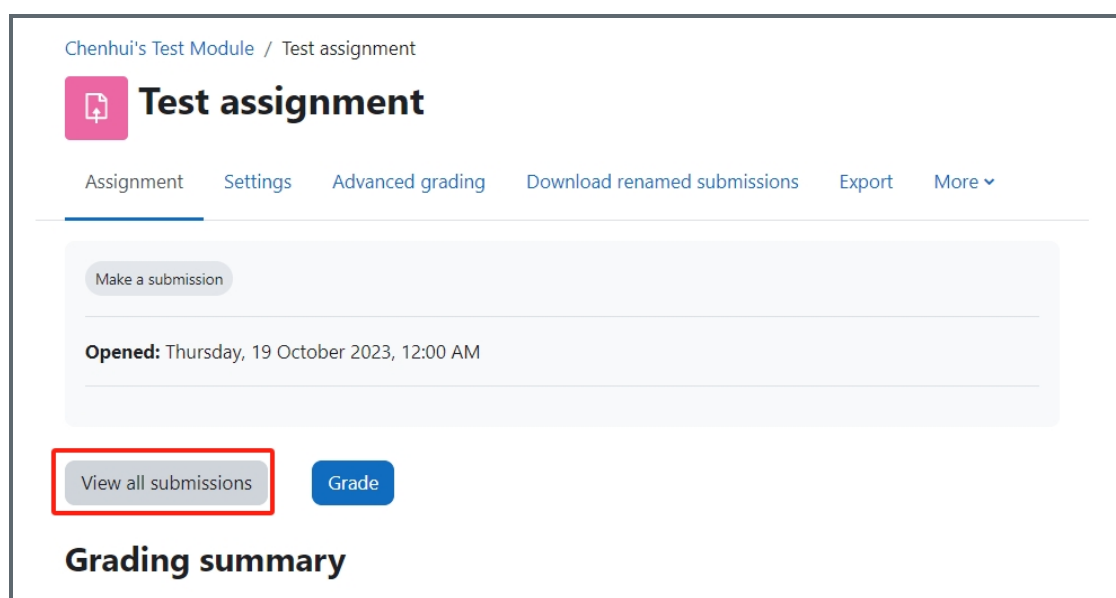 Chenhui's Test Module / Test assignment
Test assignment
Assignment Settings Advanced grading Download renamed submissions Export More
Make a submission
Opened: Thursday, 19 October 2023, 12:00 AM
View all submissions Grade
Grading summary